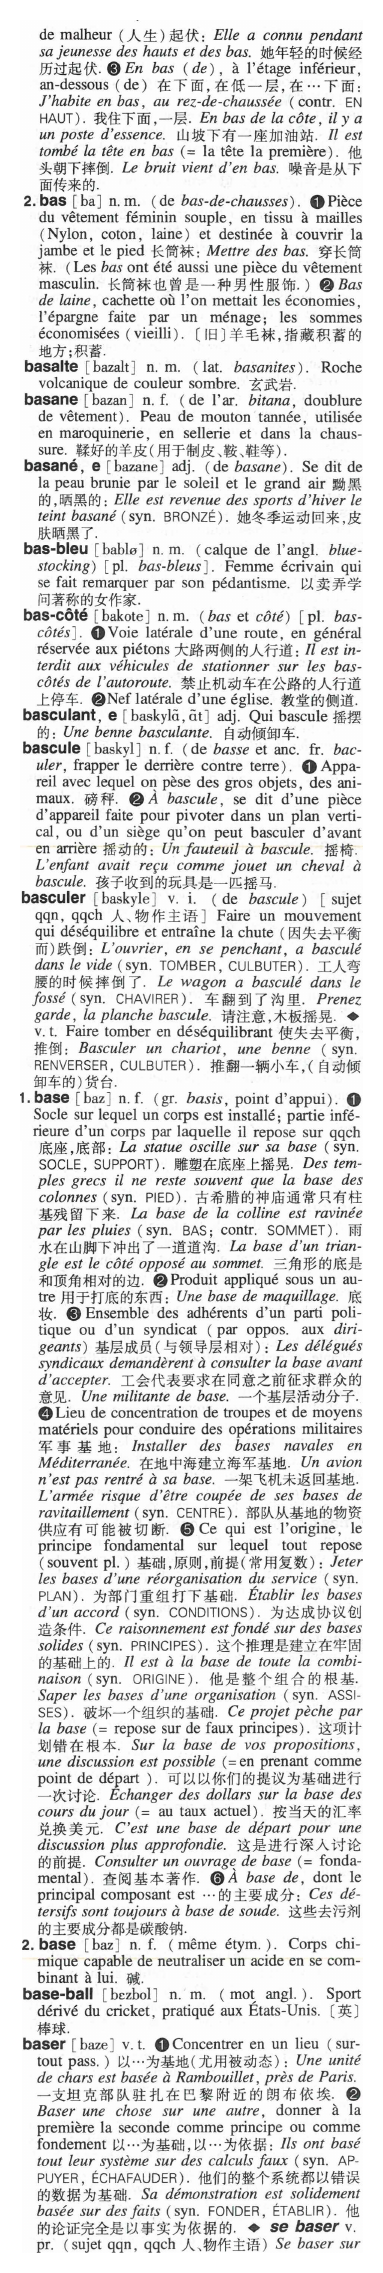 de malheur (人生)起伏: Elle a connu pendant
sa jeunesse des hauts et des bas. 她年轻的时候经
历过起伏. ❸ En bas (de), à l'étage inférieur,
an-dessous (de) 在下面,在低一层,在…下面:
J'habite en bas, au rez-de-chaussée (contr. EN
HAUT). 我住下面,一层. En bas de la côte, il y a
un poste d'essence. 山坡下有一座加油站. Il est
tombé la tête en bas (= la tête la première). 他
头朝下摔倒. Le bruit vient d'en bas. 噪音是从下
面传来的.
2. bas [ba] n. m. (de bas-de-chausses). ❶ Pièce
du vêtement féminin souple, en tissu à mailles
(Nylon, coton, laine) et destinée à couvrir la
jambe et le pied 长筒袜: Mettre des bas. 穿长筒
袜. (Les bas ont été aussi une pièce du vêtement
masculin. 长筒袜也曾是一种男性服饰.) ❷ Bas
de laine, cachette où l'on mettait les économies,
l'épargne faite par un ménage; les sommes
économisées (vieilli). 〔旧〕羊毛袜,指藏积蓄的
地方;积蓄.
basalte [bazalt] n. m. (lat. basanites). Roche
volcanique de couleur sombre. 玄武岩.
basane [bazan] n. f. (de l'ar. bitana, doublure
de vêtement). Peau de mouton tannée, utilisée
en maroquinerie, en sellerie et dans la chaus-
sure. 鞣好的羊皮(用于制皮、鞍、鞋等).
basané, e [bazane] adj. (de basane). Se dit de
la peau brunie par le soleil et le grand air 黝黑
的,晒黑的: Elle est revenue des sports d'hiver le
teint basané (syn. BRONZÉ). 她冬季运动回来,皮
肤晒黑了.
bas-bleu [bablø] n. m. (calque de l'angl. blue-
stocking) [pl. bas-bleus]. Femme écrivain qui
se fait remarquer par son pédantisme. 以卖弄学
问著称的女作家.
bas-côté [bakote] n. m. (bas et côté) [pl. bas-
côtés]. ❶ Voie latérale d'une route, en général
réservée aux piétons 大路两侧的人行道: Il est in-
terdit aux véhicules de stationner sur les bas-
côtés de l'autoroute. 禁止机动车在公路的人行道
上停车. ❷ Nef latérale d'une église. 教堂的侧道.
basculant, e [baskylã, ãt] adj. Qui bascule 摇摆
的: Une benne basculante. 自动倾卸车.
bascule [baskyl] n. f. (de basse et anc. fr. bac-
uler, frapper le derrière contre terre). ❶ Appa-
reil avec lequel on pèse des gros objets, des ani-
maux. 磅秤. ❷ À bascule, se dit d'une pièce
d'appareil faite pour pivoter dans un plan verti-
cal, ou d'un siège qu'on peut basculer d'avant
en arrière 摇动的: Un fauteuil à bascule. 摇椅.
L'enfant avait reçu comme jouet un cheval à
bascule. 孩子收到的玩具是一匹摇马.
basculer [baskyle] v. i. (de bascule) [sujet
qqn, qqch 人、物作主语] Faire un mouvement
qui déséquilibre et entraîne la chute (因失去平衡
而)跌倒: L'ouvrier, en se penchant, a basculé
dans le vide (syn. TOMBER, CULBUTER). 工人弯
腰的时候摔倒了. Le wagon a basculé dans le
fossé (syn. CHAVIRER). 车翻到了沟里. Prenez
garde, la planche bascule. 请注意,木板摇晃. ◆
v. t. Faire tomber en déséquilibrant 使失去平衡,
推倒: Basculer un chariot, une benne (syn.
RENVERSER, CULBUTER). 推翻一辆小车,(自动倾
卸车的)货台.
1. base [baz] n. f. (gr. basis, point d'appui). ❶
Socle sur lequel un corps est installé; partie infé-
rieure d'un corps par laquelle il repose sur qqch
底座,底部: La statue oscille sur sa base (syn.
SOCLE, SUPPORT). 雕塑在底座上摇晃. Des tem-
ples grecs il ne reste souvent que la base des
colonnes (syn. PIED). 古希腊的神庙通常只有柱
基残留下来. La base de la colline est ravinée
par les pluies (syn. BAS; contr. SOMMET). 雨
水在山脚下冲出了一道道沟. La base d'un trian-
gle est le côté opposé au sommet. 三角形的底是
和顶角相对的边. ❷ Produit appliqué sous un au-
tre 用于打底的东西: Une base de maquillage. 底
妆. ❸ Ensemble des adhérents d'un parti poli-
tique ou d'un syndicat (par oppos. aux diri-
geants) 基层成员(与领导层相对): Les délégués
syndicaux demandèrent à consulter la base avant
d'accepter. 工会代表要求在同意之前征求群众的
意见. Une militante de base. 一个基层活动分子.
❹ Lieu de concentration de troupes et de moyens
matériels pour conduire des opérations militaires
军事基地: Installer des bases navales en
Méditerranée. 在地中海建立海军基地. Un avion
n'est pas rentré à sa base. 一架飞机未返回基地.
L'armée risque d'être coupée de ses bases de
ravitaillement (syn. CENTRE). 部队从基地的物资
供应有可能被切断. ❺ Ce qui est l'origine, le
principe fondamental sur lequel tout repose
(souvent pl.) 基础,原则,前提(常用复数): Jeter
les bases d'une réorganisation du service (syn.
PLAN). 为部门重组打下基础. Établir les bases
d'un accord (syn. CONDITIONS). 为达成协议创
造条件. Ce raisonnement est fondé sur des bases
solides (syn. PRINCIPES). 这个推理是建立在牢固
的基础上的. Il est à la base de toute la combi-
naison (syn. ORIGINE). 他是整个组合的根基.
Saper les bases d'une organisation (syn. ASSI-
SES). 破坏一个组织的基础. Ce projet pèche par
la base (= repose sur de faux principes). 这项计
划错在根本. Sur la base de vos propositions,
une discussion est possible (= en prenant comme
point de départ ). 可以以你们的提议为基础进行
一次讨论. Échanger des dollars sur la base des
cours du jour (= au taux actuel). 按当天的汇率
兑换美元. C'est une base de départ pour une
discussion plus approfondie. 这是进行深入讨论
的前提. Consulter un ouvrage de base (= fonda-
mental). 查阅基本著作. ❻ À base de, dont le
principal composant est …的主要成分: Ces dé-
tersifs sont toujours à base de soude. 这些去污剂
的主要成分都是碳酸钠.
2. base [baz] n. f. (même étym.). Corps chi-
mique capable de neutraliser un acide en se com-
binant à lui. 碱.
base-ball [bɛzbol] n. m. (mot angl.). Sport
dérivé du cricket, pratiqué aux États-Unis. 〔英〕
棒球.
baser [baze] v. t. ❶ Concentrer en un lieu (sur-
tout pass.) 以…为基地(尤用被动态): Une unité
de chars est basée à Rambouillet, près de Paris.
一支坦克部队驻扎在巴黎附近的朗布依埃. ❷
Baser une chose sur une autre, donner à la
première la seconde comme principe ou comme
fondement 以…为基础,以…为依据: Ils ont basé
tout leur système sur des calculs faux (syn. AP-
PUYER, ÉCHAFAUDER). 他们的整个系统都以错误
的数据为基础. Sa démonstration est solidement
basée sur des faits (syn. FONDER, ÉTABLIR). 他
的论证完全是以事实为依据的. ◆ se baser v.
pr. (sujet qqn, qqch 人、物作主语) Se baser sur